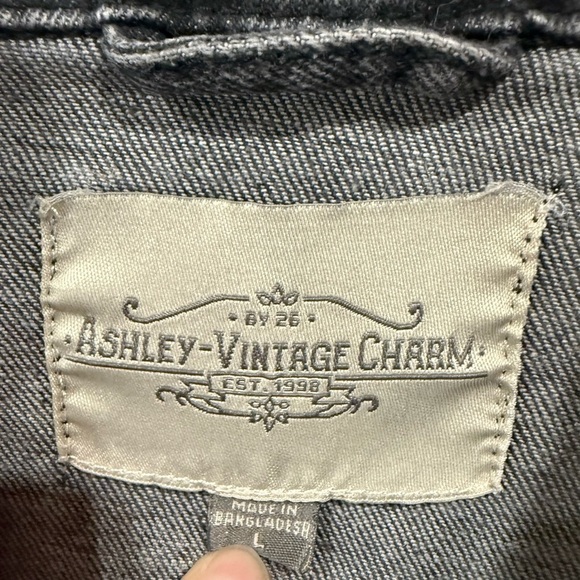 • BY 26 •
• ASHLEY-VINTAGE CHARM •
EST. 1998
MADE IN
BANGLADESH
L